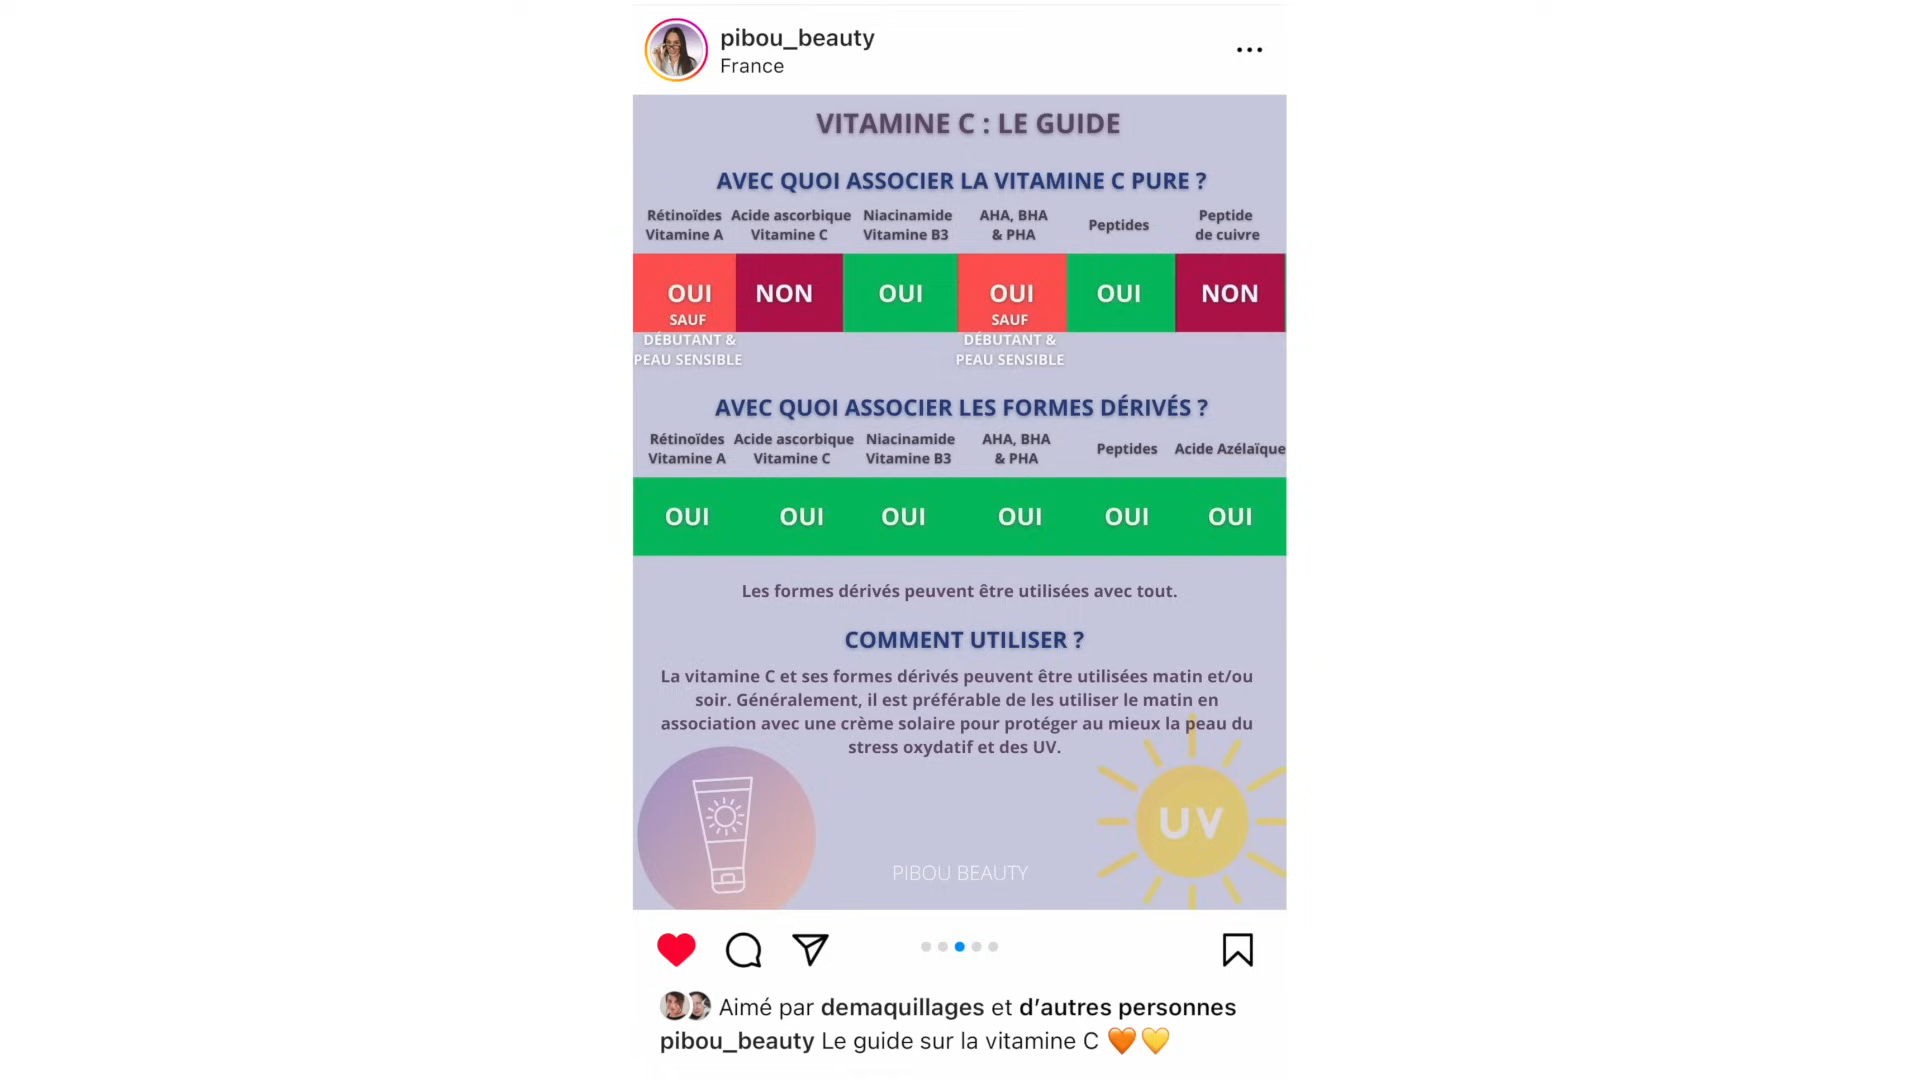 pibou_beauty
France
VITAMINE C : LE GUIDE
AVEC QUOI ASSOCIER LA VITAMINE C PURE ?
Rétinoïdes Acide ascorbique Niacinamide AHA, BHA Peptides Peptide
Vitamine A Vitamine C Vitamine B3 & PHA de cuivre
OUI NON OUI OUI OUI NON
SAUF SAUF
DÉBUTANT & DÉBUTANT &
PEAU SENSIBLE PEAU SENSIBLE
AVEC QUOI ASSOCIER LES FORMES DÉRIVÉS ?
Rétinoïdes Acide ascorbique Niacinamide AHA, BHA Peptides Acide Azélaïque
Vitamine A Vitamine C Vitamine B3 & PHA
OUI OUI OUI OUI OUI OUI
Les formes dérivés peuvent être utilisées avec tout.
COMMENT UTILISER ?
La vitamine C et ses formes dérivés peuvent être utilisées matin et/ou
soir. Généralement, il est préférable de les utiliser le matin en
association avec une crème solaire pour protéger au mieux la peau du
stress oxydatif et des UV.
UV
PIBOU BEAUTY
Aimé par demaquillages et d’autres personnes
pibou_beauty Le guide sur la vitamine C 🧡💛